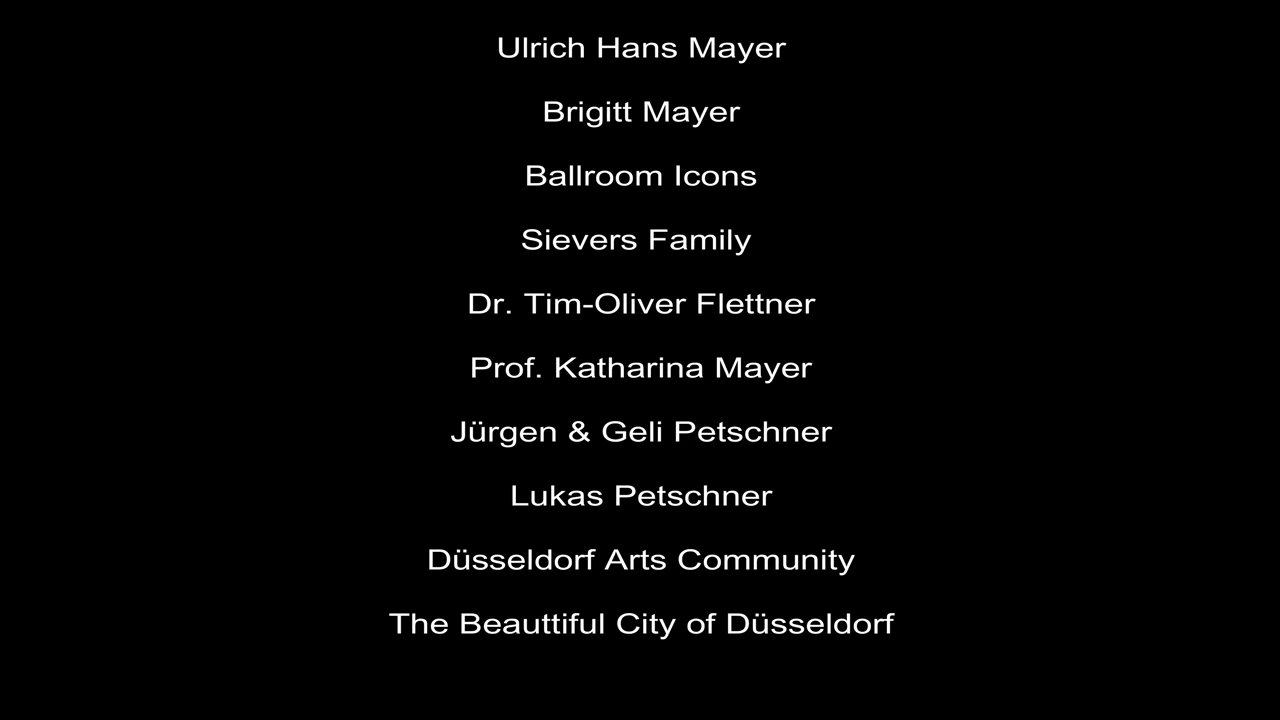 Ulrich Hans Mayer
Brigitt Mayer
Ballroom Icons
Sievers Family
Dr. Tim-Oliver Flettner
Prof. Katharina Mayer
Jürgen & Geli Petschner
Lukas Petschner
Düsseldorf Arts Community
The Beauttiful City of Düsseldorf